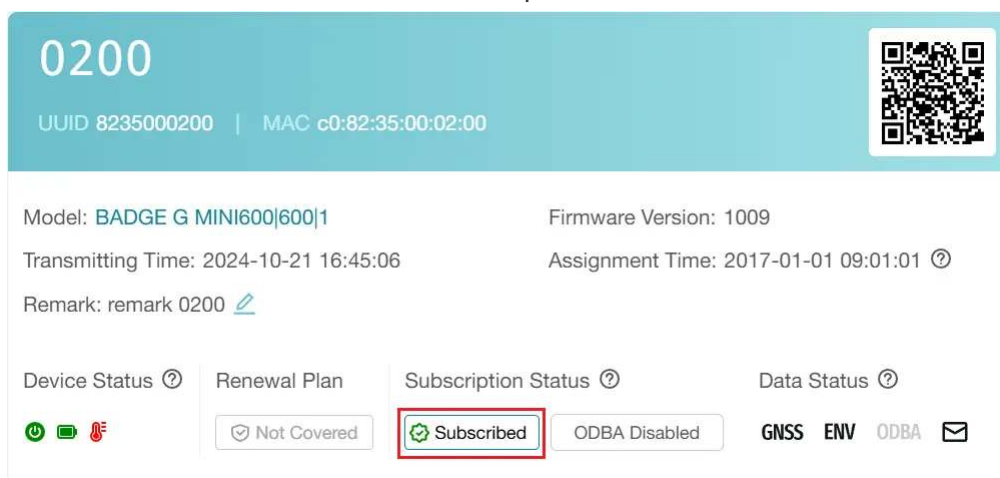 0200
UUID 8235000200 | MAC c0:82:35:00:02:00
Model: BADGE G MINI600|600|1
Firmware Version: 1009
Transmitting Time: 2024-10-21 16:45:06
Assignment Time: 2017-01-01 09:01:01
Remark: remark 0200
Device Status
Renewal Plan
Subscription Status
Data Status
Not Covered
Subscribed
ODBA Disabled
GNSS ENV ODBA